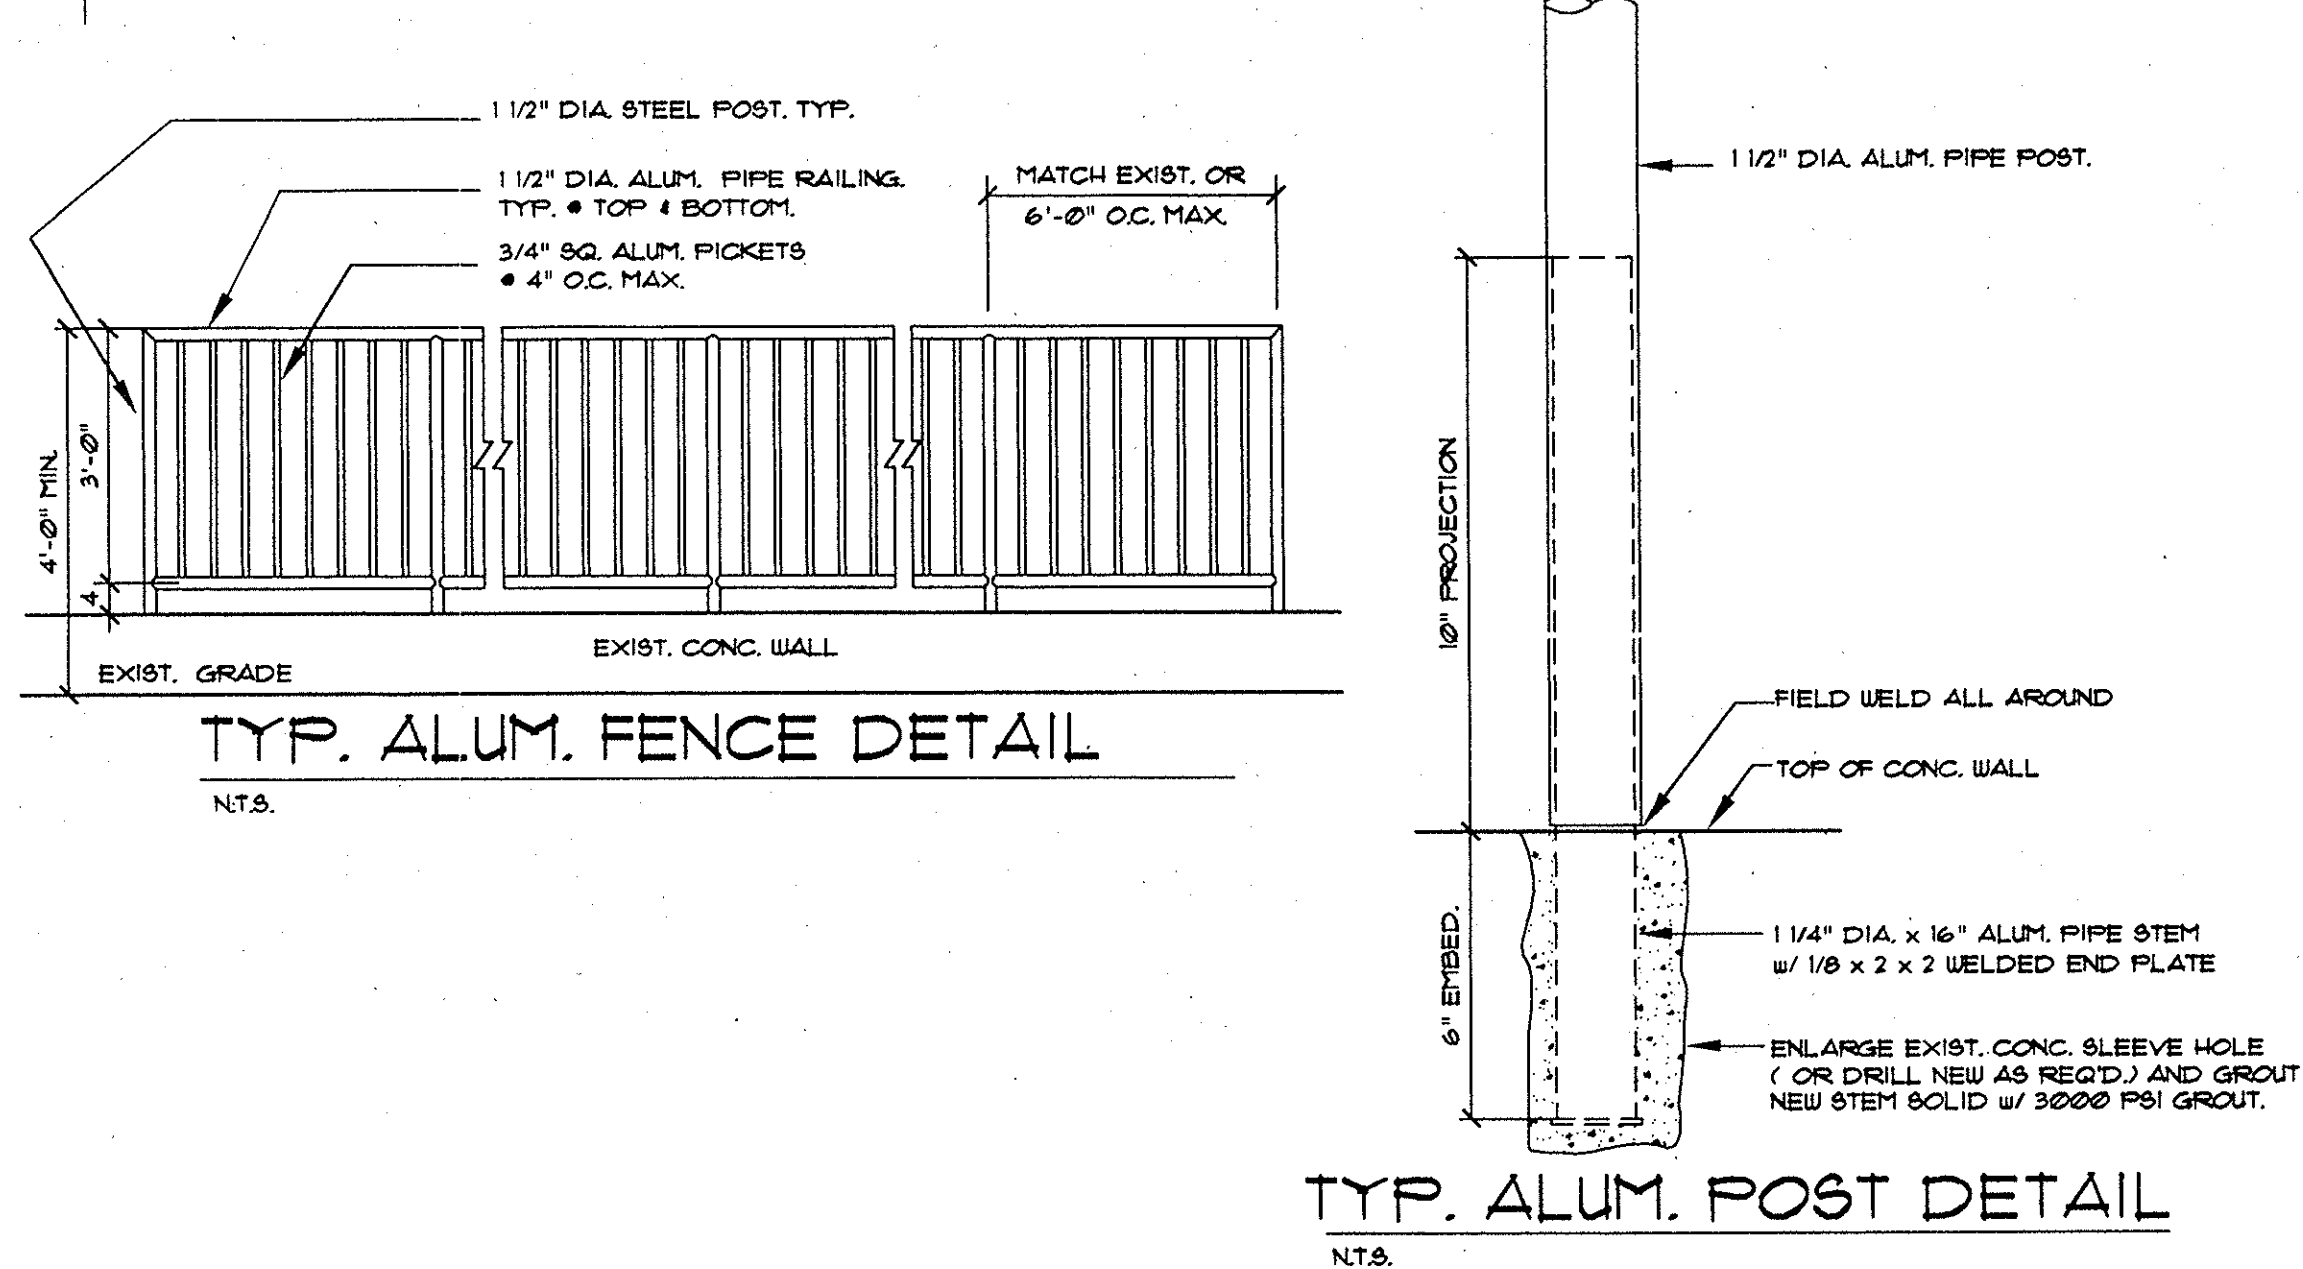 1 1/2" DIA. STEEL POST. TYP.
1 1/2" DIA. ALUM. PIPE RAILING.
TYP. @ TOP & BOTTOM.
3/4" SQ. ALUM. PICKETS
@ 4" O.C. MAX.
MATCH EXIST. OR
6'-0" O.C. MAX.
4'-0" MIN.
3'-0"
4
EXIST. CONC. WALL
EXIST. GRADE
TYP. ALUM. FENCE DETAIL
N.T.S.
1 1/2" DIA. ALUM. PIPE POST.
10" PROJECTION
FIELD WELD ALL AROUND
TOP OF CONC. WALL
6" EMBED.
1 1/4" DIA. x 16" ALUM. PIPE STEM
w/ 1/8 x 2 x 2 WELDED END PLATE
ENLARGE EXIST. CONC. SLEEVE HOLE
( OR DRILL NEW AS REQ'D.) AND GROUT
NEW STEM SOLID w/ 3000 PSI GROUT.
TYP. ALUM. POST DETAIL
N.T.S.